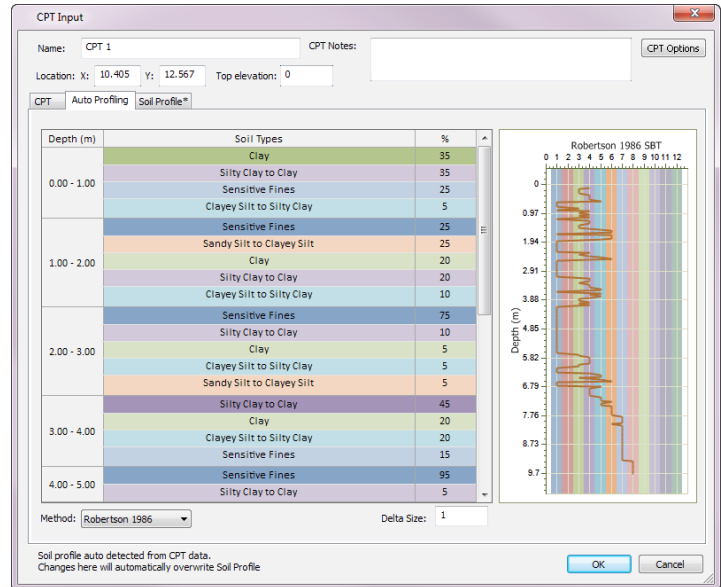 CPT Input
Name: CPT 1 CPT Notes: CPT Options
Location: X: 10.405 Y: 12.567 Top elevation: 0
CPT Auto Profiling Soil Profile*
Depth (m) Soil Types %
0.00 - 1.00
Clay 35
Silty Clay to Clay 35
Sensitive Fines 25
Clayey Silt to Silty Clay 5
1.00 - 2.00
Sensitive Fines 25
Sandy Silt to Clayey Silt 25
Clay 20
Silty Clay to Clay 20
Clayey Silt to Silty Clay 10
2.00 - 3.00
Sensitive Fines 75
Silty Clay to Clay 10
Clay 5
Clayey Silt to Silty Clay 5
Sandy Silt to Clayey Silt 5
3.00 - 4.00
Silty Clay to Clay 45
Clay 20
Clayey Silt to Silty Clay 20
Sensitive Fines 15
4.00 - 5.00
Sensitive Fines 95
Silty Clay to Clay 5
Robertson 1986 SBT
0 1 2 3 4 5 6 7 8 9 10 11 12
Depth (m)
0
0.97
1.94
2.91
3.88
4.85
5.82
6.79
7.76
8.73
9.7
Method: Robertson 1986 Delta Size: 1
Soil profile auto detected from CPT data.
Changes here will automatically overwrite Soil Profile
OK Cancel